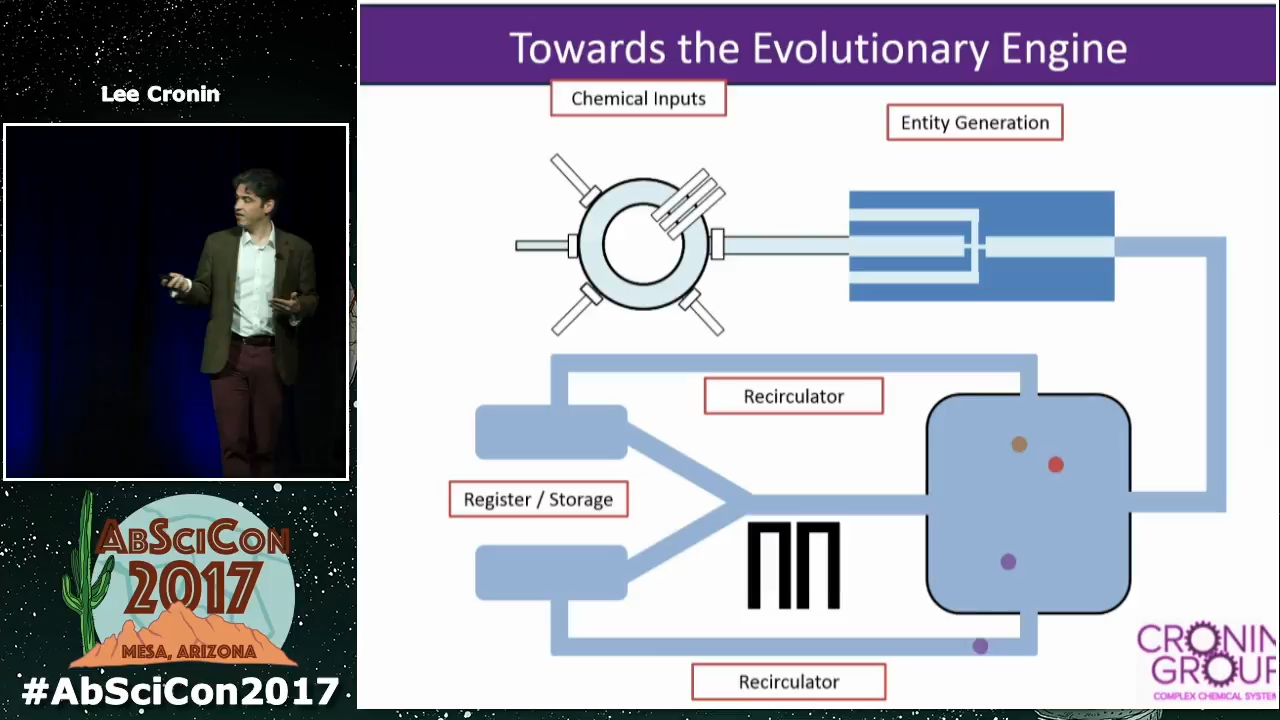 Towards the Evolutionary Engine
Lee Cronin
Chemical Inputs
Entity Generation
Recirculator
Register / Storage
Recirculator
ABSCICON
2017
MESA, ARIZONA
#AbSciCon2017
CRONIN
GROUP
COMPLEX CHEMICAL SYSTEM